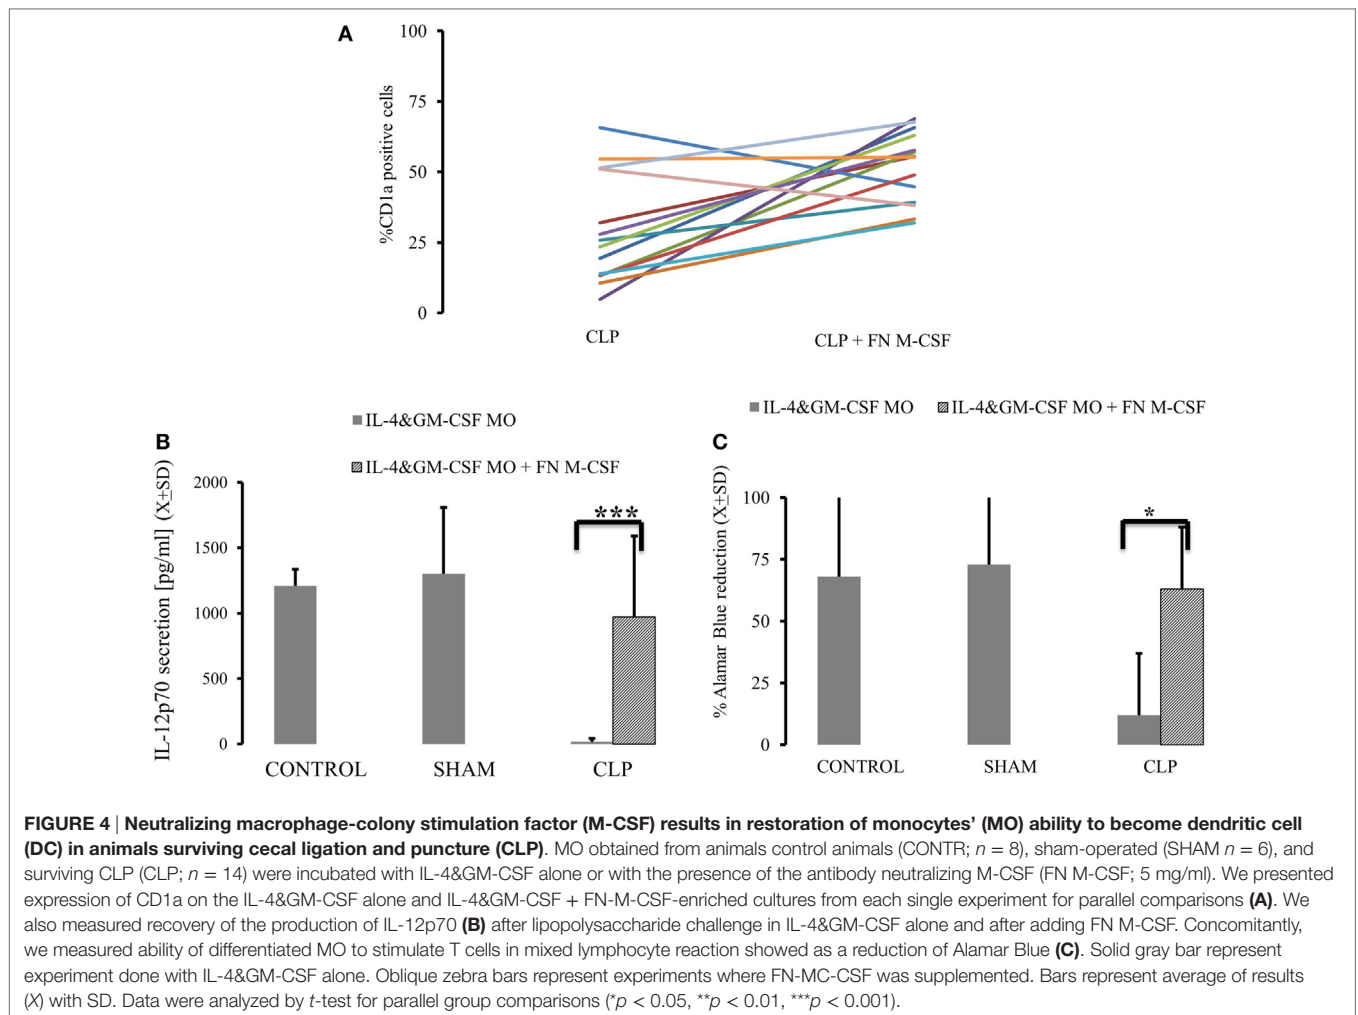 A
100
75
50
25
0
%CD1a positive cells
CLP
CLP + FN M-CSF
B
IL-4&GM-CSF MO
IL-4&GM-CSF MO + FN M-CSF
IL-12p70 secretion [pg/ml] (X±SD)
2000
1500
1000
500
0
***
CONTROL
SHAM
CLP
C
IL-4&GM-CSF MO
IL-4&GM-CSF MO + FN M-CSF
% Alamar Blue reduction (X±SD)
100
75
50
25
0
*
CONTROL
SHAM
CLP
FIGURE 4 | Neutralizing macrophage-colony stimulation factor (M-CSF) results in restoration of monocytes’ (MO) ability to become dendritic cell
(DC) in animals surviving cecal ligation and puncture (CLP). MO obtained from animals control animals (CONTR; n = 8), sham-operated (SHAM n = 6), and
surviving CLP (CLP; n = 14) were incubated with IL-4&GM-CSF alone or with the presence of the antibody neutralizing M-CSF (FN M-CSF; 5 mg/ml). We presented
expression of CD1a on the IL-4&GM-CSF alone and IL-4&GM-CSF + FN-M-CSF-enriched cultures from each single experiment for parallel comparisons (A). We
also measured recovery of the production of IL-12p70 (B) after lipopolysaccharide challenge in IL-4&GM-CSF alone and after adding FN M-CSF. Concomitantly,
we measured ability of differentiated MO to stimulate T cells in mixed lymphocyte reaction showed as a reduction of Alamar Blue (C). Solid gray bar represent
experiment done with IL-4&GM-CSF alone. Oblique zebra bars represent experiments where FN-MC-CSF was supplemented. Bars represent average of results
(X) with SD. Data were analyzed by t-test for parallel group comparisons (*p < 0.05, **p < 0.01, ***p < 0.001).